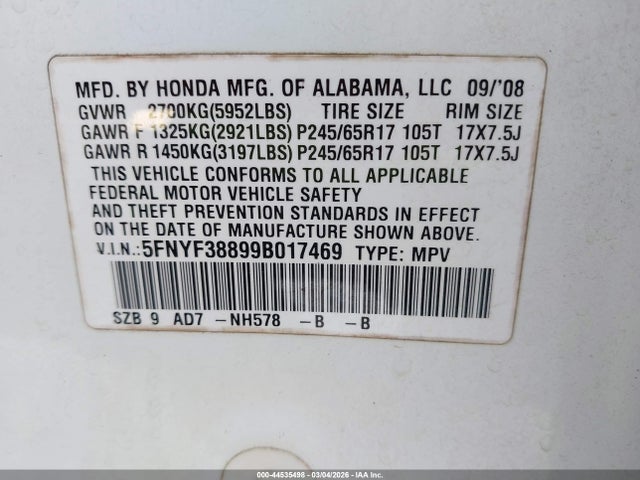 MFD. BY HONDA MFG. OF ALABAMA, LLC 09/'08
GVWR 2700KG(5952LBS) TIRE SIZE RIM SIZE
GAWR F 1325KG(2921LBS) P245/65R17 105T 17X7.5J
GAWR R 1450KG(3197LBS) P245/65R17 105T 17X7.5J
THIS VEHICLE CONFORMS TO ALL APPLICABLE
FEDERAL MOTOR VEHICLE SAFETY
AND THEFT PREVENTION STANDARDS IN EFFECT
ON THE DATE OF MANUFACTURE SHOWN ABOVE.
V.I.N.:5FNYF38899B017469 TYPE: MPV
SZB 9 AD7 -NH578 -B -B
000-44535498 - 03/04/2026 - IAA Inc.